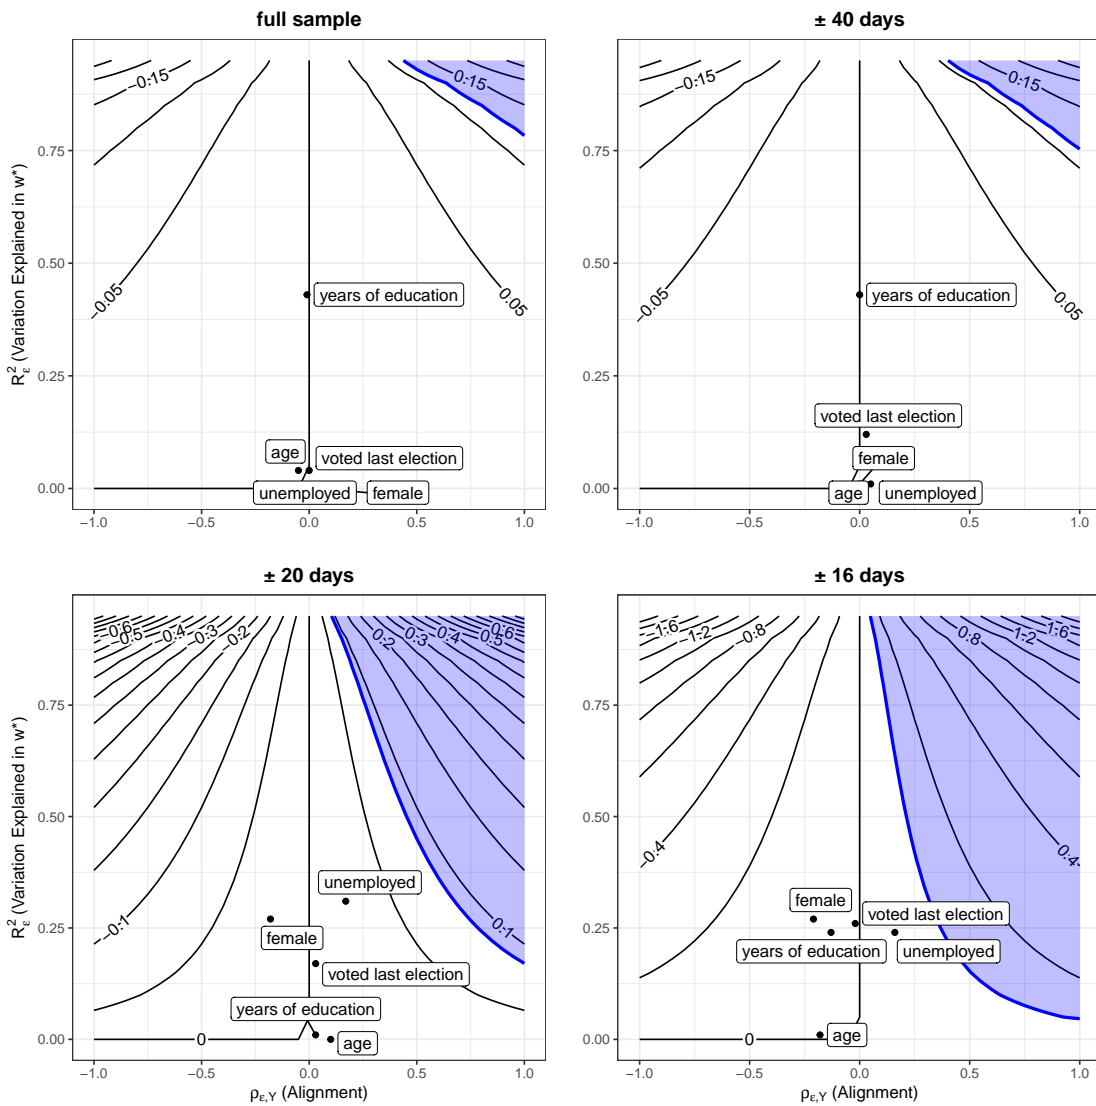 full sample
± 40 days
R²ε (Variation Explained in w*)
0.75
0.50
0.25
0.00
−0.15
0.15
−0.05
0.05
years of education
age
voted last election
unemployed
female
−1.0
−0.5
0.0
0.5
1.0
0.75
0.50
0.25
0.00
−0.15
0.15
−0.05
0.05
years of education
voted last election
female
age
unemployed
−1.0
−0.5
0.0
0.5
1.0
± 20 days
± 16 days
R²ε (Variation Explained in w*)
0.75
0.50
0.25
0.00
−0.6
−0.5
−0.4
−0.3
−0.2
0.2
0.3
0.4
0.5
0.6
−0.1
0.1
0
unemployed
female
voted last election
years of education
age
−1.0
−0.5
0.0
0.5
1.0
ρε,Y (Alignment)
0.75
0.50
0.25
0.00
−1.6
−1.2
−0.8
0.8
1.2
1.6
−0.4
0.4
0
female
voted last election
years of education
unemployed
age
−1.0
−0.5
0.0
0.5
1.0
ρε,Y (Alignment)